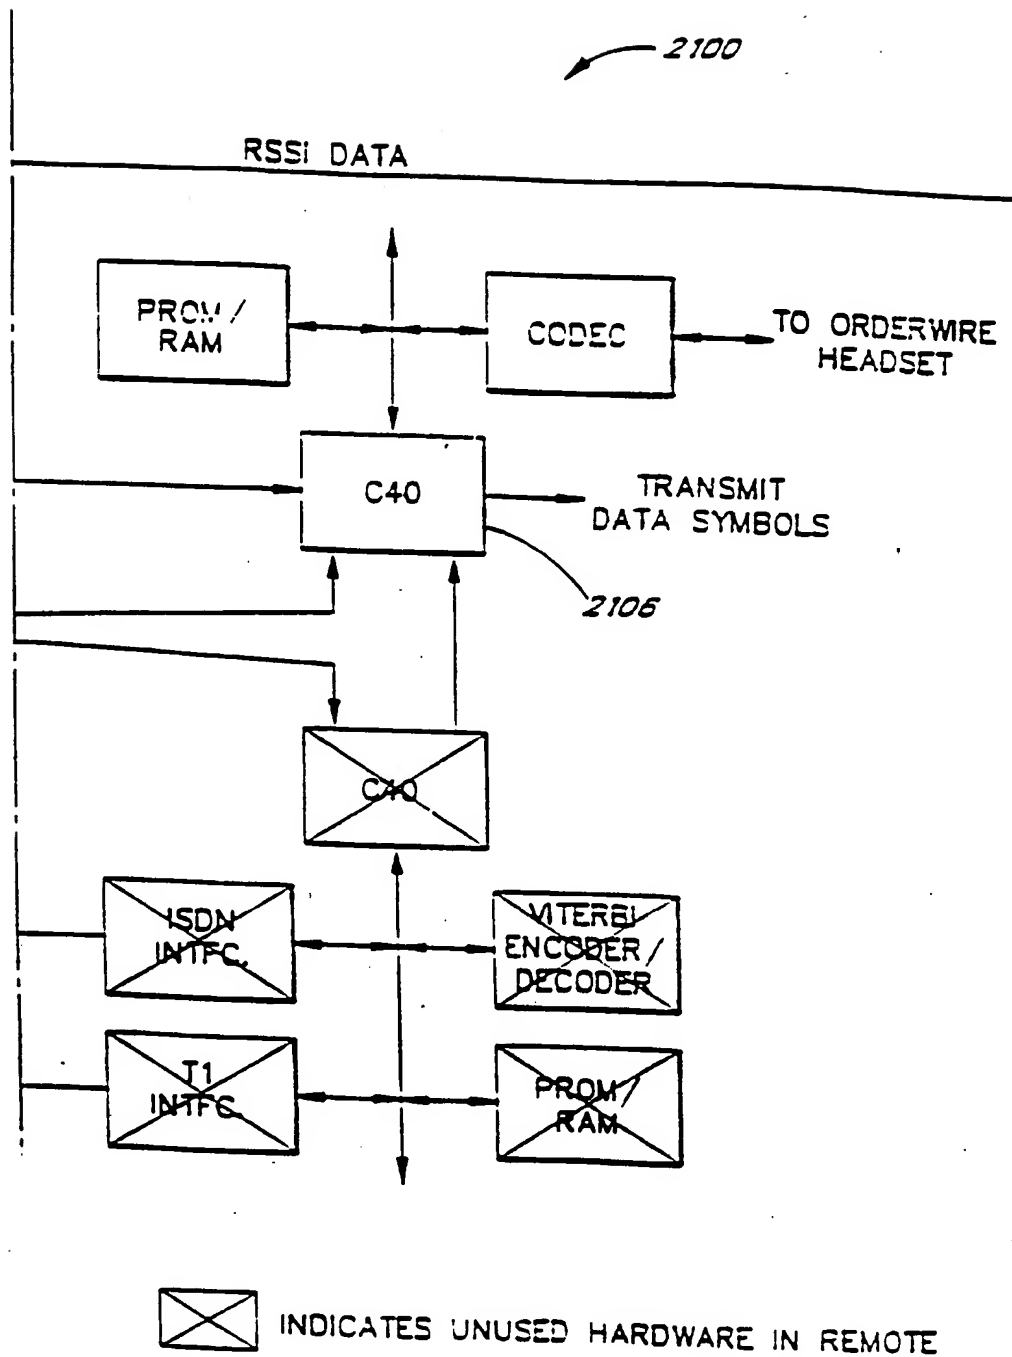 2100
RSSI DATA
PROM/
RAM
CODEC
TO ORDERWIRE
HEADSET
C40
TRANSMIT
DATA SYMBOLS
2106
C40
ISDN
INTFC.
VITERBI
ENCODER/
DECODER
T1
INTFC.
PROM/
RAM
INDICATES UNUSED HARDWARE IN REMOTE